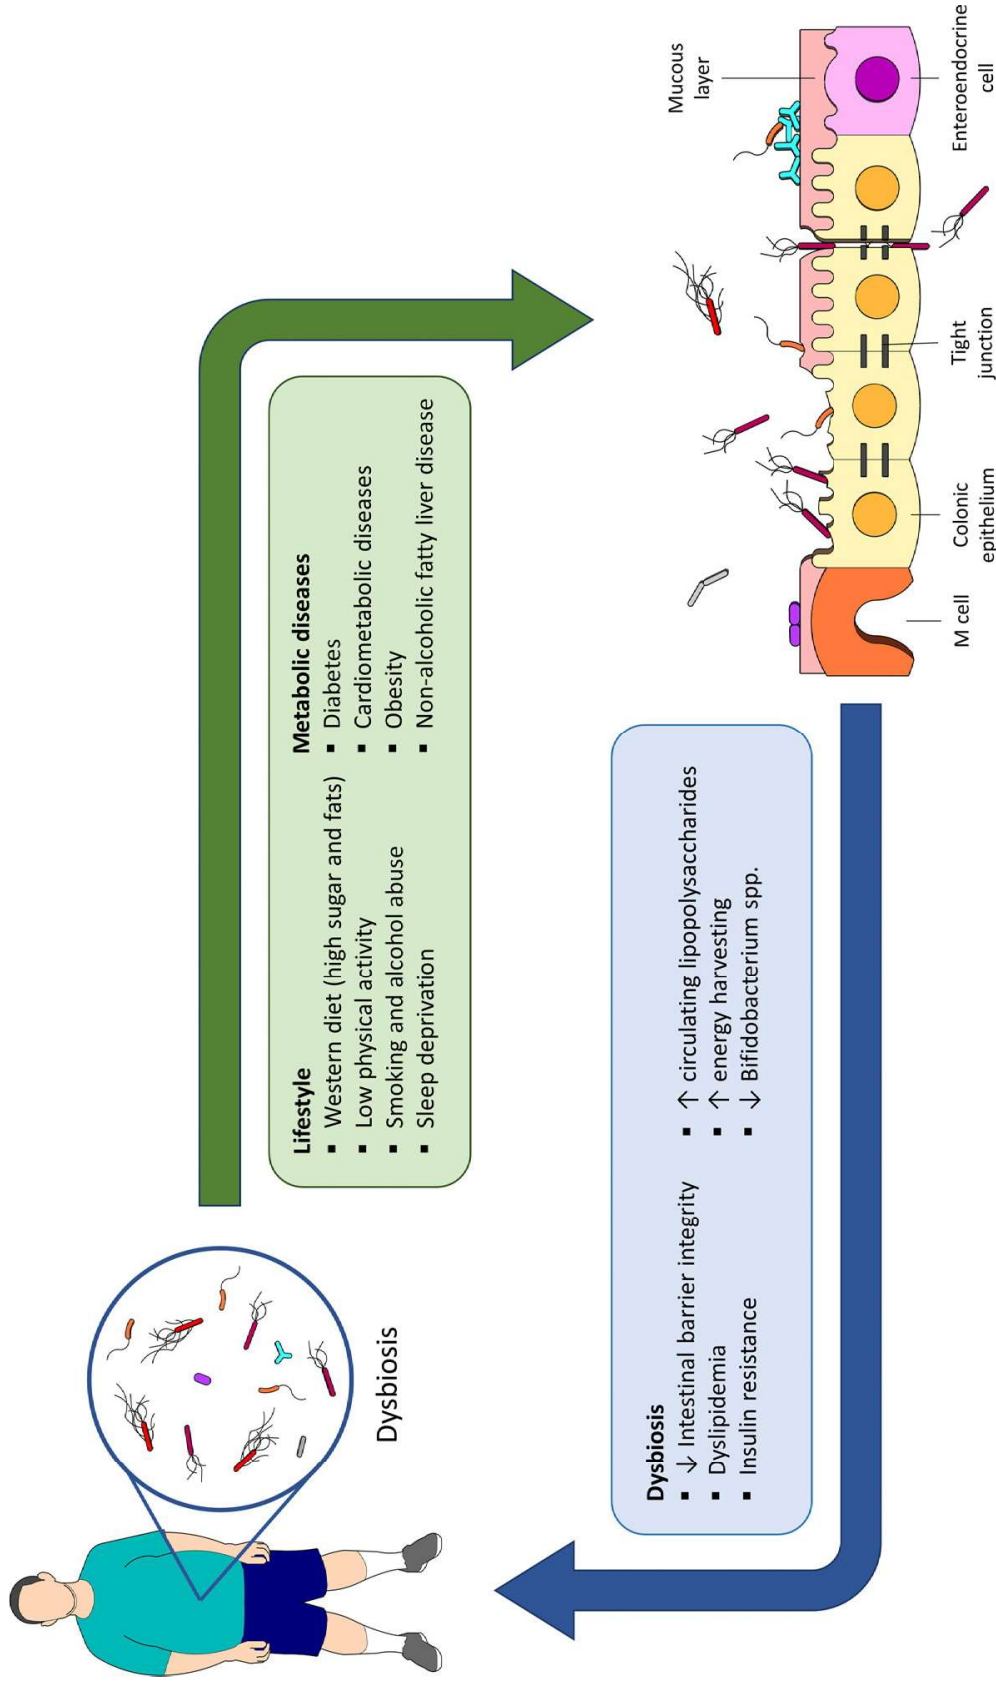 Dysbiosis
Lifestyle
▪ Western diet (high sugar and fats)
▪ Low physical activity
▪ Smoking and alcohol abuse
▪ Sleep deprivation
Metabolic diseases
▪ Diabetes
▪ Cardiometabolic diseases
▪ Obesity
▪ Non-alcoholic fatty liver disease
Dysbiosis
▪ ↓ Intestinal barrier integrity
▪ Dyslipidemia
▪ Insulin resistance
▪ ↑ circulating lipopolysaccharides
▪ ↑ energy harvesting
▪ ↓ Bifidobacterium spp.
Mucous
layer
M cell
Colonic
epithelium
Tight
junction
Enteroendocrine
cell